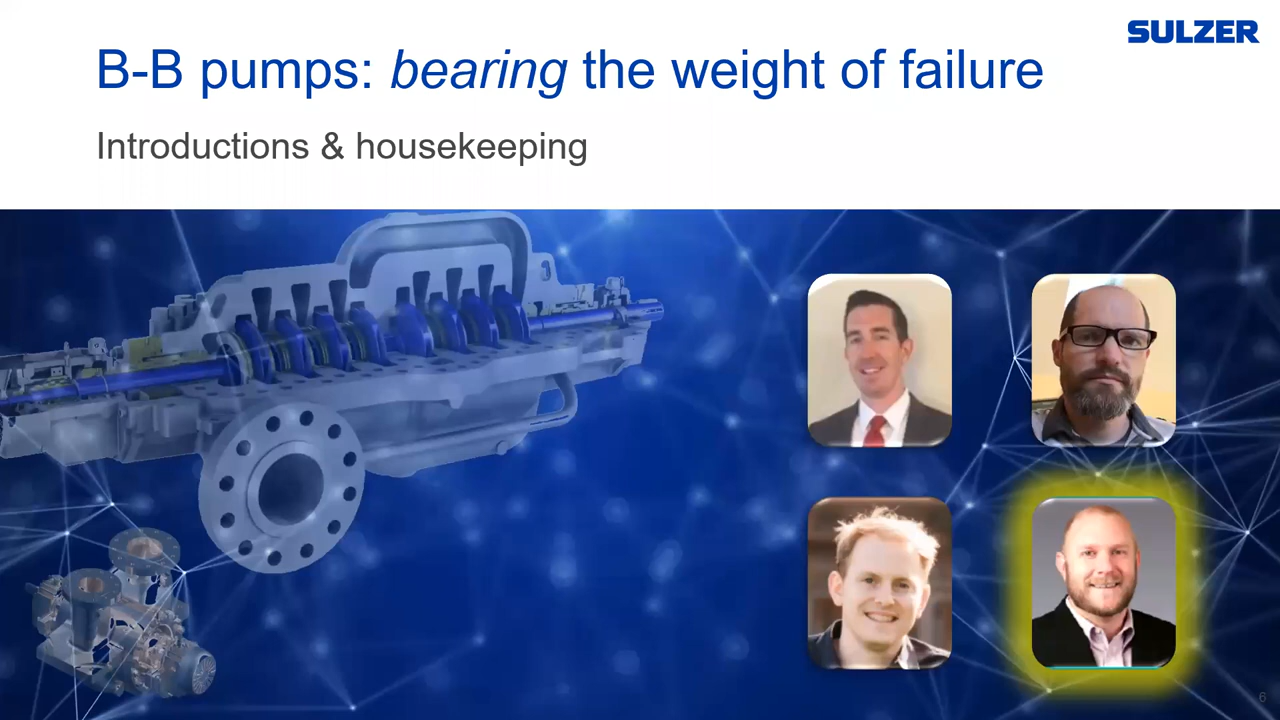 SULZER
B-B pumps: bearing the weight of failure
Introductions & housekeeping
6